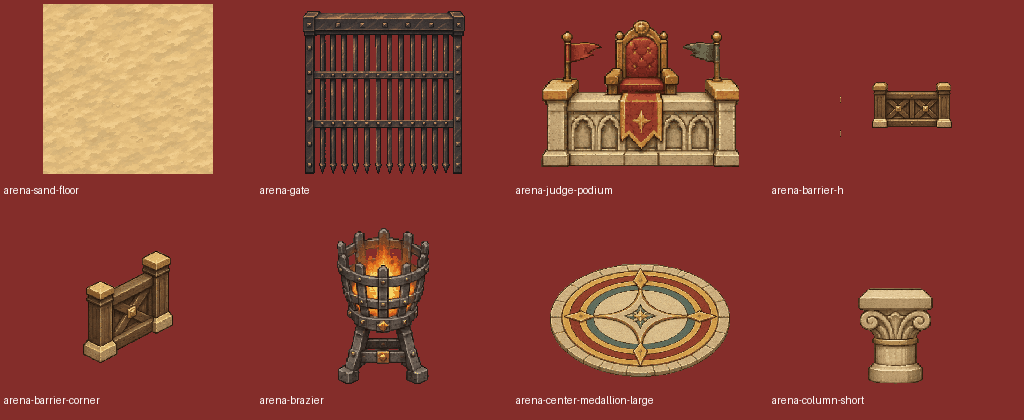 arena-sand-floor
arena-gate
arena-judge-podium
arena-barrier-h
arena-barrier-corner
arena-brazier
arena-center-medallion-large
arena-column-short